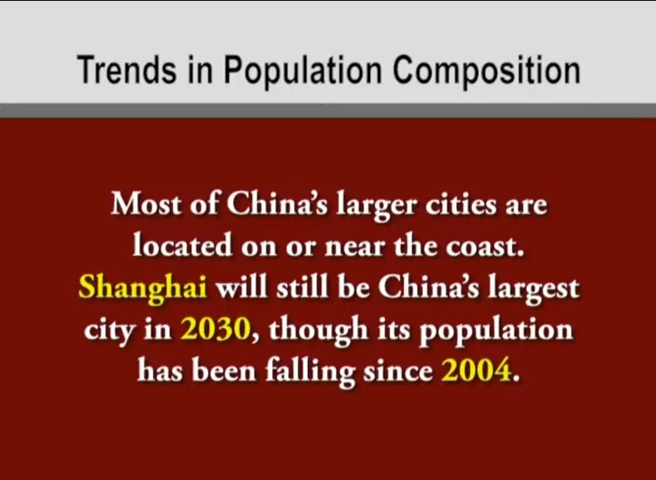 Trends in Population Composition
Most of China's larger cities are
located on or near the coast.
Shanghai will still be China's largest
city in 2030, though its population
has been falling since 2004.